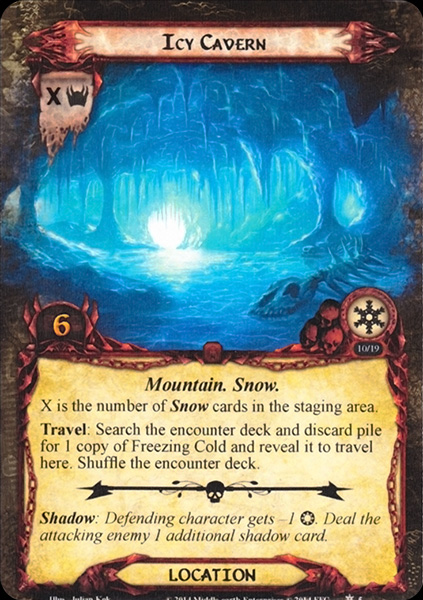 Icy Cavern
X
6
10/19
Mountain. Snow.
X is the number of Snow cards in the staging area.
Travel: Search the encounter deck and discard pile
for 1 copy of Freezing Cold and reveal it to travel
here. Shuffle the encounter deck.
Shadow: Defending character gets –1 . Deal the
attacking enemy 1 additional shadow card.
LOCATION